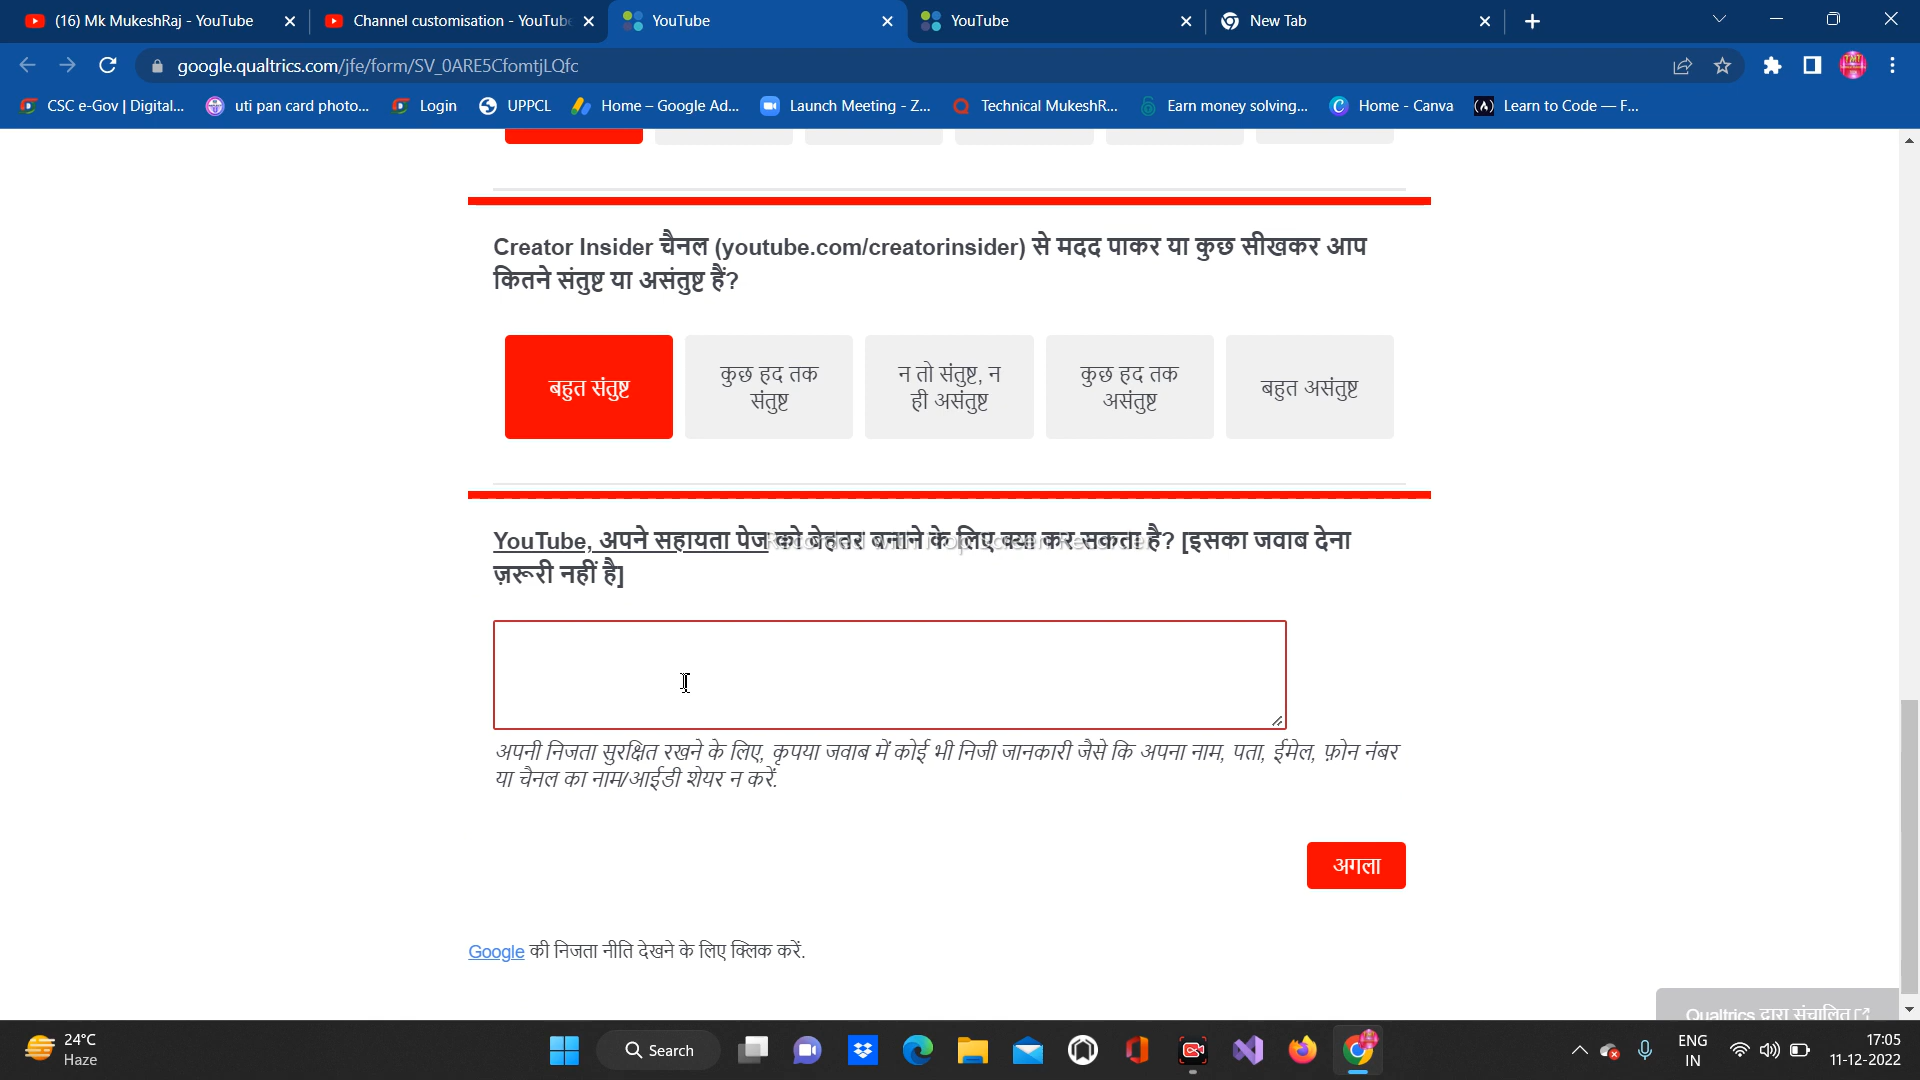 (16) Mk MukeshRaj - YouTube
Channel customisation - YouTube
YouTube
YouTube
New Tab
google.qualtrics.com/jfe/form/SV_0ARE5CfomtjLQfc
CSC e-Gov | Digital...
uti pan card photo...
Login
UPPCL
Home – Google Ad...
Launch Meeting - Z...
Technical MukeshR...
Earn money solving...
Home - Canva
Learn to Code — F...
Creator Insider चैनल (youtube.com/creatorinsider) से मदद पाकर या कुछ सीखकर आप
कितने संतुष्ट या असंतुष्ट हैं?
बहुत संतुष्ट
कुछ हद तक
संतुष्ट
न तो संतुष्ट, न
ही असंतुष्ट
कुछ हद तक
असंतुष्ट
बहुत असंतुष्ट
YouTube, अपने सहायता पेज को बेहतर बनाने के लिए क्या कर सकता है? [इसका जवाब देना
ज़रूरी नहीं है]
अपनी निजता सुरक्षित रखने के लिए, कृपया जवाब में कोई भी निजी जानकारी जैसे कि अपना नाम, पता, ईमेल, फ़ोन नंबर
या चैनल का नाम/आईडी शेयर न करें.
अगला
Google की निजता नीति देखने के लिए क्लिक करें.
Qualtrics द्वारा संचालित
24°C
Haze
Search
ENG
IN
17:05
11-12-2022